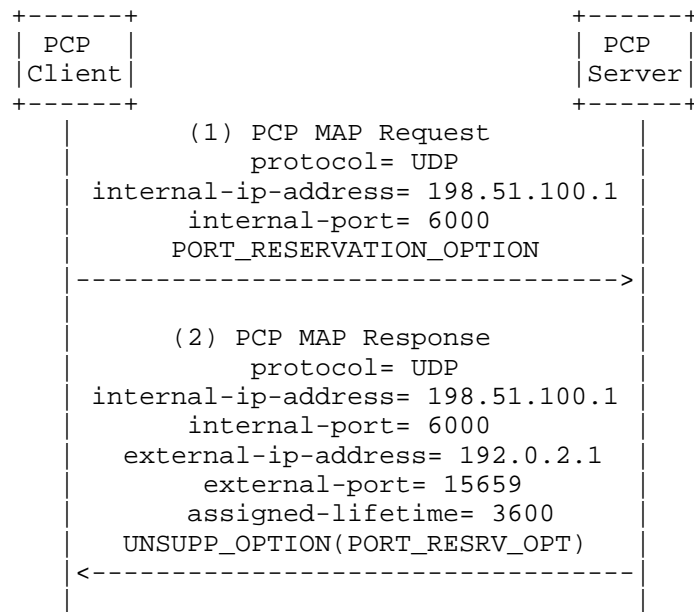 +------+ +------+
| PCP | | PCP |
|Client| |Server|
+------+ +------+
| (1) PCP MAP Request |
| protocol= UDP |
| internal-ip-address= 198.51.100.1 |
| internal-port= 6000 |
| PORT_RESERVATION_OPTION |
|---------------------------------->|
| |
| (2) PCP MAP Response |
| protocol= UDP |
| internal-ip-address= 198.51.100.1 |
| internal-port= 6000 |
| external-ip-address= 192.0.2.1 |
| external-port= 15659 |
| assigned-lifetime= 3600 |
| UNSUPP_OPTION(PORT_RESRV_OPT) |
|<----------------------------------|
| |